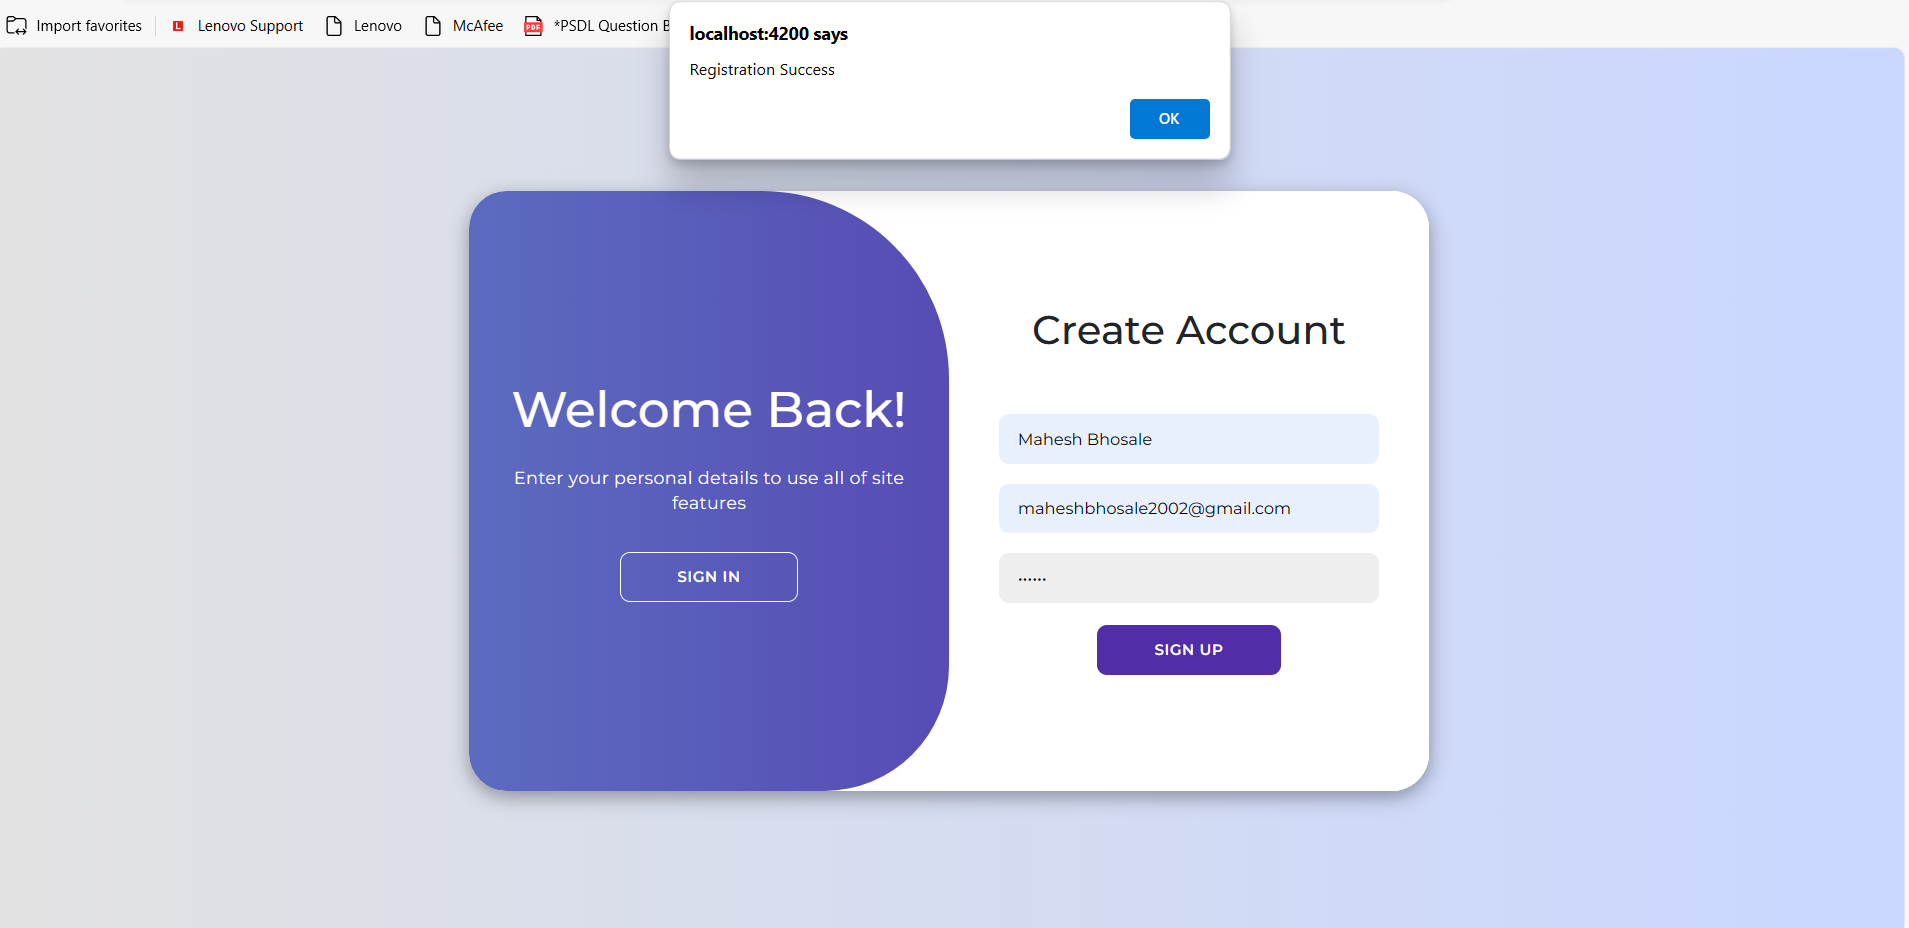 Import favorites
L
Lenovo Support
Lenovo
McAfee
PDF
*PSDL Question B
localhost:4200 says
Registration Success
OK
Welcome Back!
Enter your personal details to use all of site
features
SIGN IN
Create Account
Mahesh Bhosale
maheshbhosale2002@gmail.com
••••••
SIGN UP